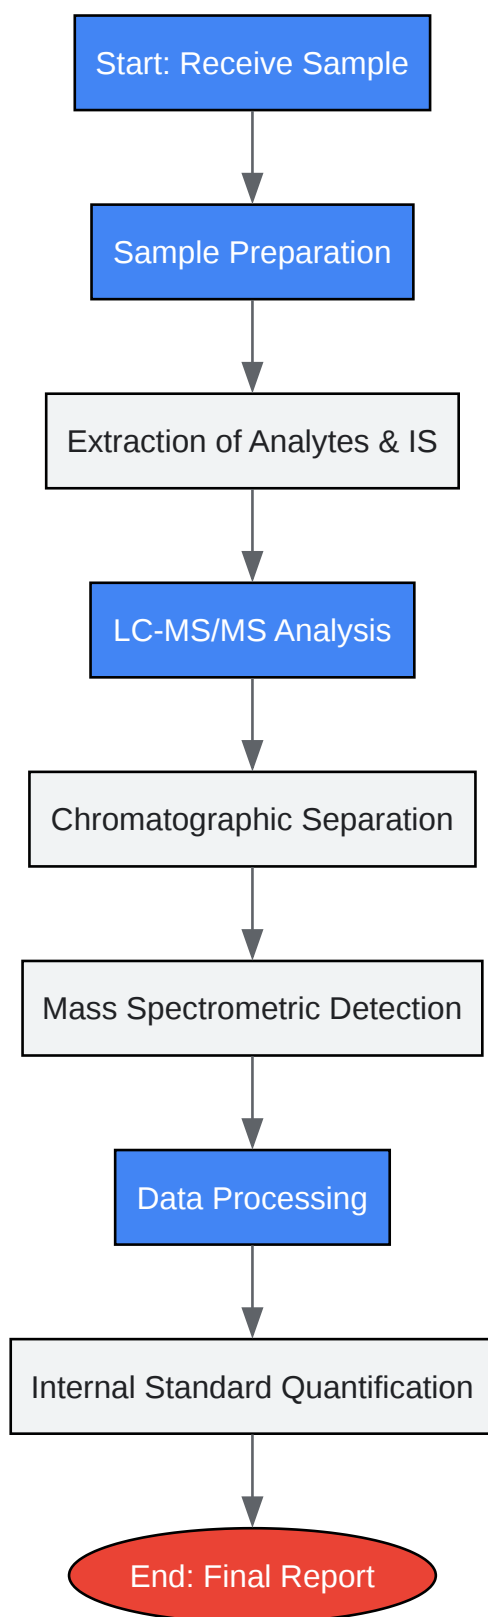 Start: Receive Sample
Sample Preparation
Extraction of Analytes & IS
LC-MS/MS Analysis
Chromatographic Separation
Mass Spectrometric Detection
Data Processing
Internal Standard Quantification
End: Final Report